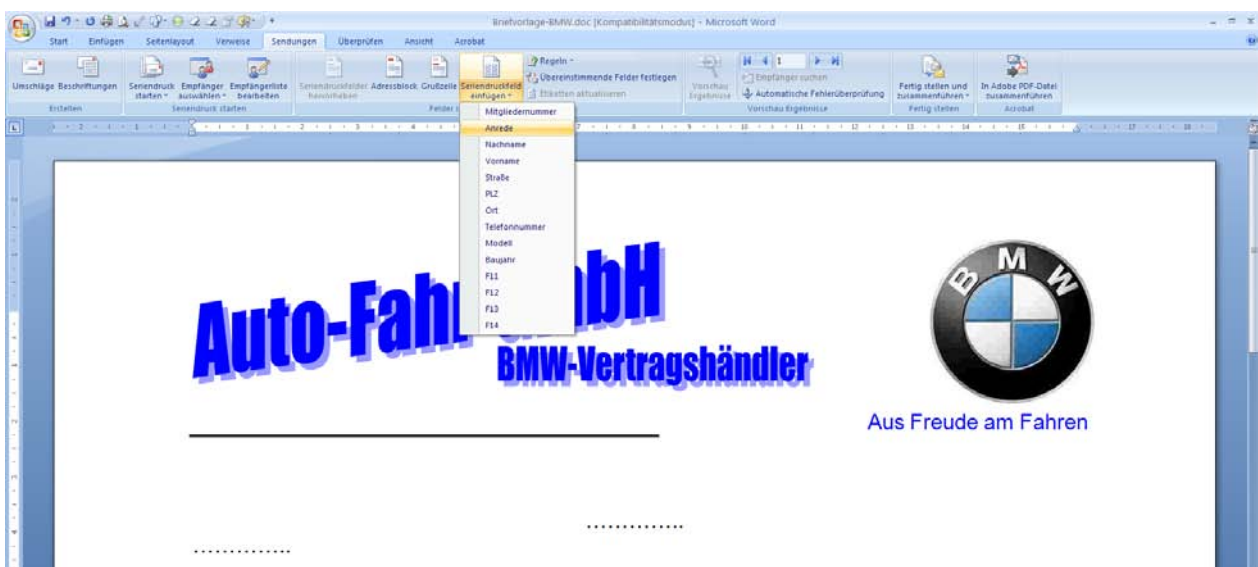 Briefvorlage-BMW.doc [Kompatibilitätsmodus] - Microsoft Word
Start Einfügen Seitenlayout Verweise Sendungen Überprüfen Ansicht Acrobat
Umschläge Beschriftungen
Erstellen
Seriendruck starten
Empfänger auswählen
Empfängerliste bearbeiten
Seriendruck starten
Seriendruckfelder hervorheben
Adressblock Grußzeile
Seriendruckfeld einfügen
Regeln
Übereinstimmende Felder festlegen
Etiketten aktualisieren
Felder
Vorschau Ergebnisse
1
Empfänger suchen
Automatische Fehlerüberprüfung
Vorschau Ergebnisse
Fertig stellen und zusammenführen
Fertig stellen
In Adobe PDF-Datei zusammenführen
Acrobat
Mitgliedernummer
Anrede
Nachname
Vorname
Straße
PLZ
Ort
Telefonnummer
Modell
Baujahr
F11
F12
F13
F14
Auto-Fah
bH
BMW-Vertragshändler
BMW
Aus Freude am Fahren
..............
..............